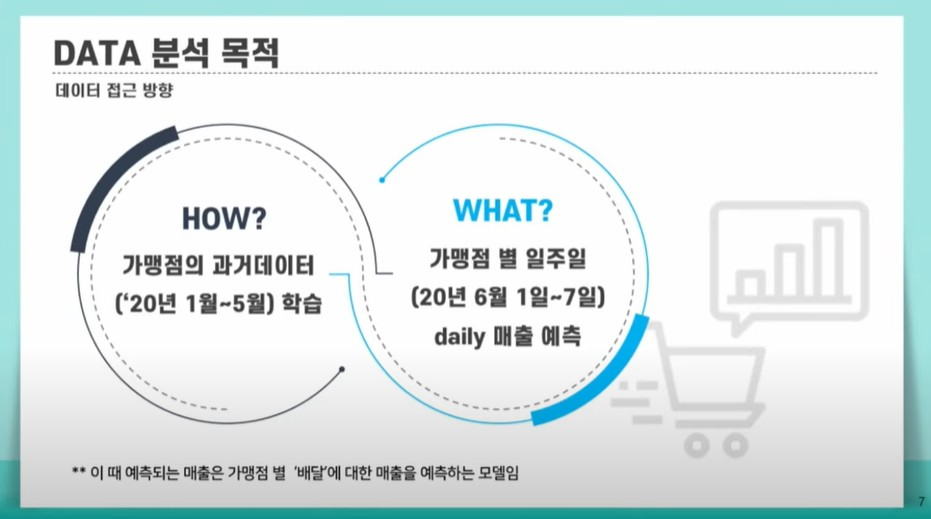 DATA 분석 목적
데이터 접근 방향
HOW?
가맹점의 과거데이터
(‘20년 1월~5월) 학습
WHAT?
가맹점 별 일주일
(20년 6월 1일~7일)
daily 매출 예측
** 이 때 예측되는 매출은 가맹점 별 ‘배달’에 대한 매출을 예측하는 모델임
7